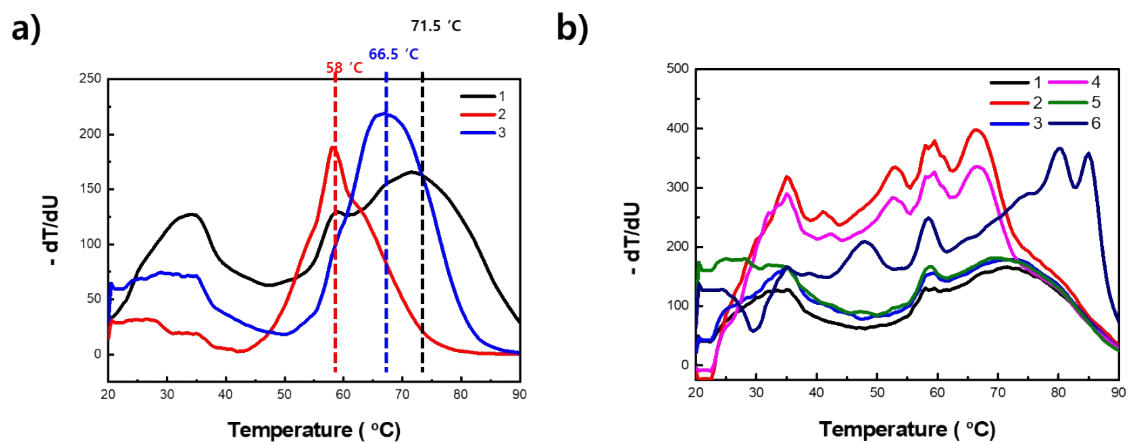 a)
71.5 ′C
66.5 ′C
58 ′C
250
200
150
100
50
0
- dT/dU
1
2
3
20 30 40 50 60 70 80 90
Temperature ( °C)
b)
500
400
300
200
100
0
- dT/dU
1 4
2 5
3 6
20 30 40 50 60 70 80 90
Temperature ( °C)